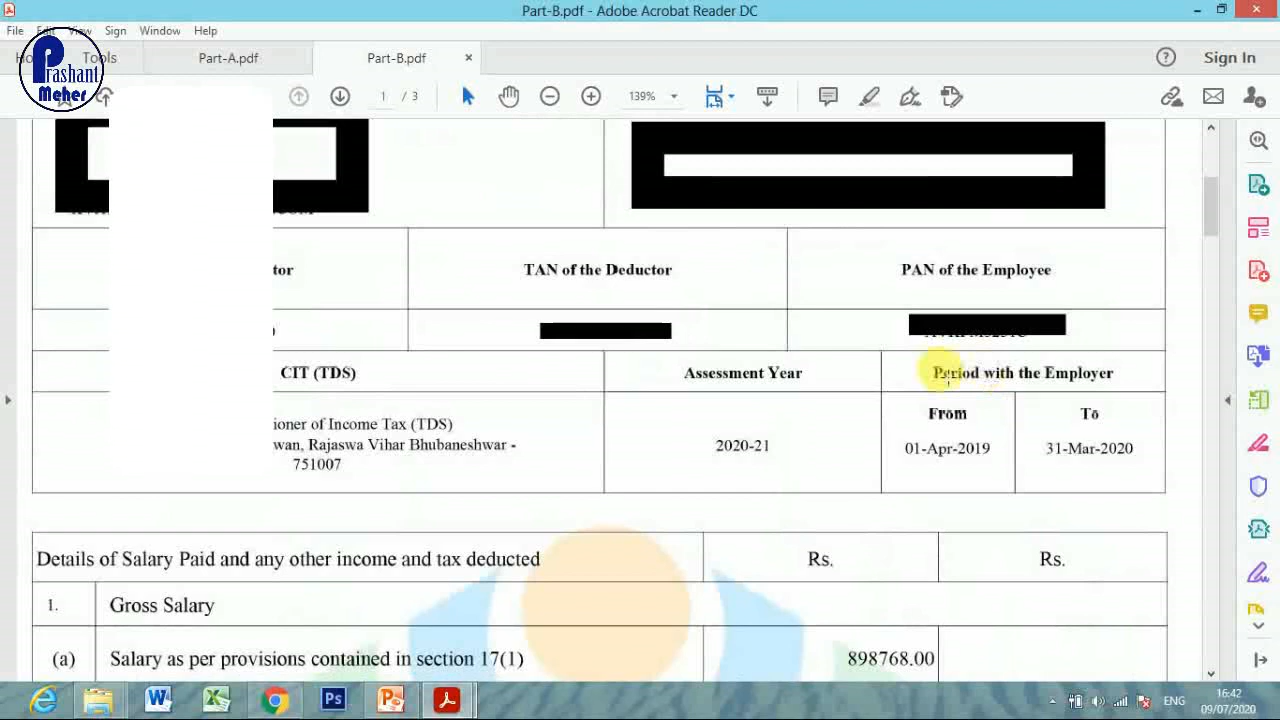 Part-B.pdf - Adobe Acrobat Reader DC
File Edit View Sign Window Help
Prashant
Meher
Tools Part-A.pdf Part-B.pdf Sign In
1 / 3 139%
tor TAN of the Deductor PAN of the Employee
CIT (TDS) Assessment Year Period with the Employer
ioner of Income Tax (TDS)
wan, Rajaswa Vihar Bhubaneshwar -
751007
2020-21
From To
01-Apr-2019 31-Mar-2020
Details of Salary Paid and any other income and tax deducted Rs. Rs.
1. Gross Salary
(a) Salary as per provisions contained in section 17(1) 898768.00
ENG
16:42
09/07/2020